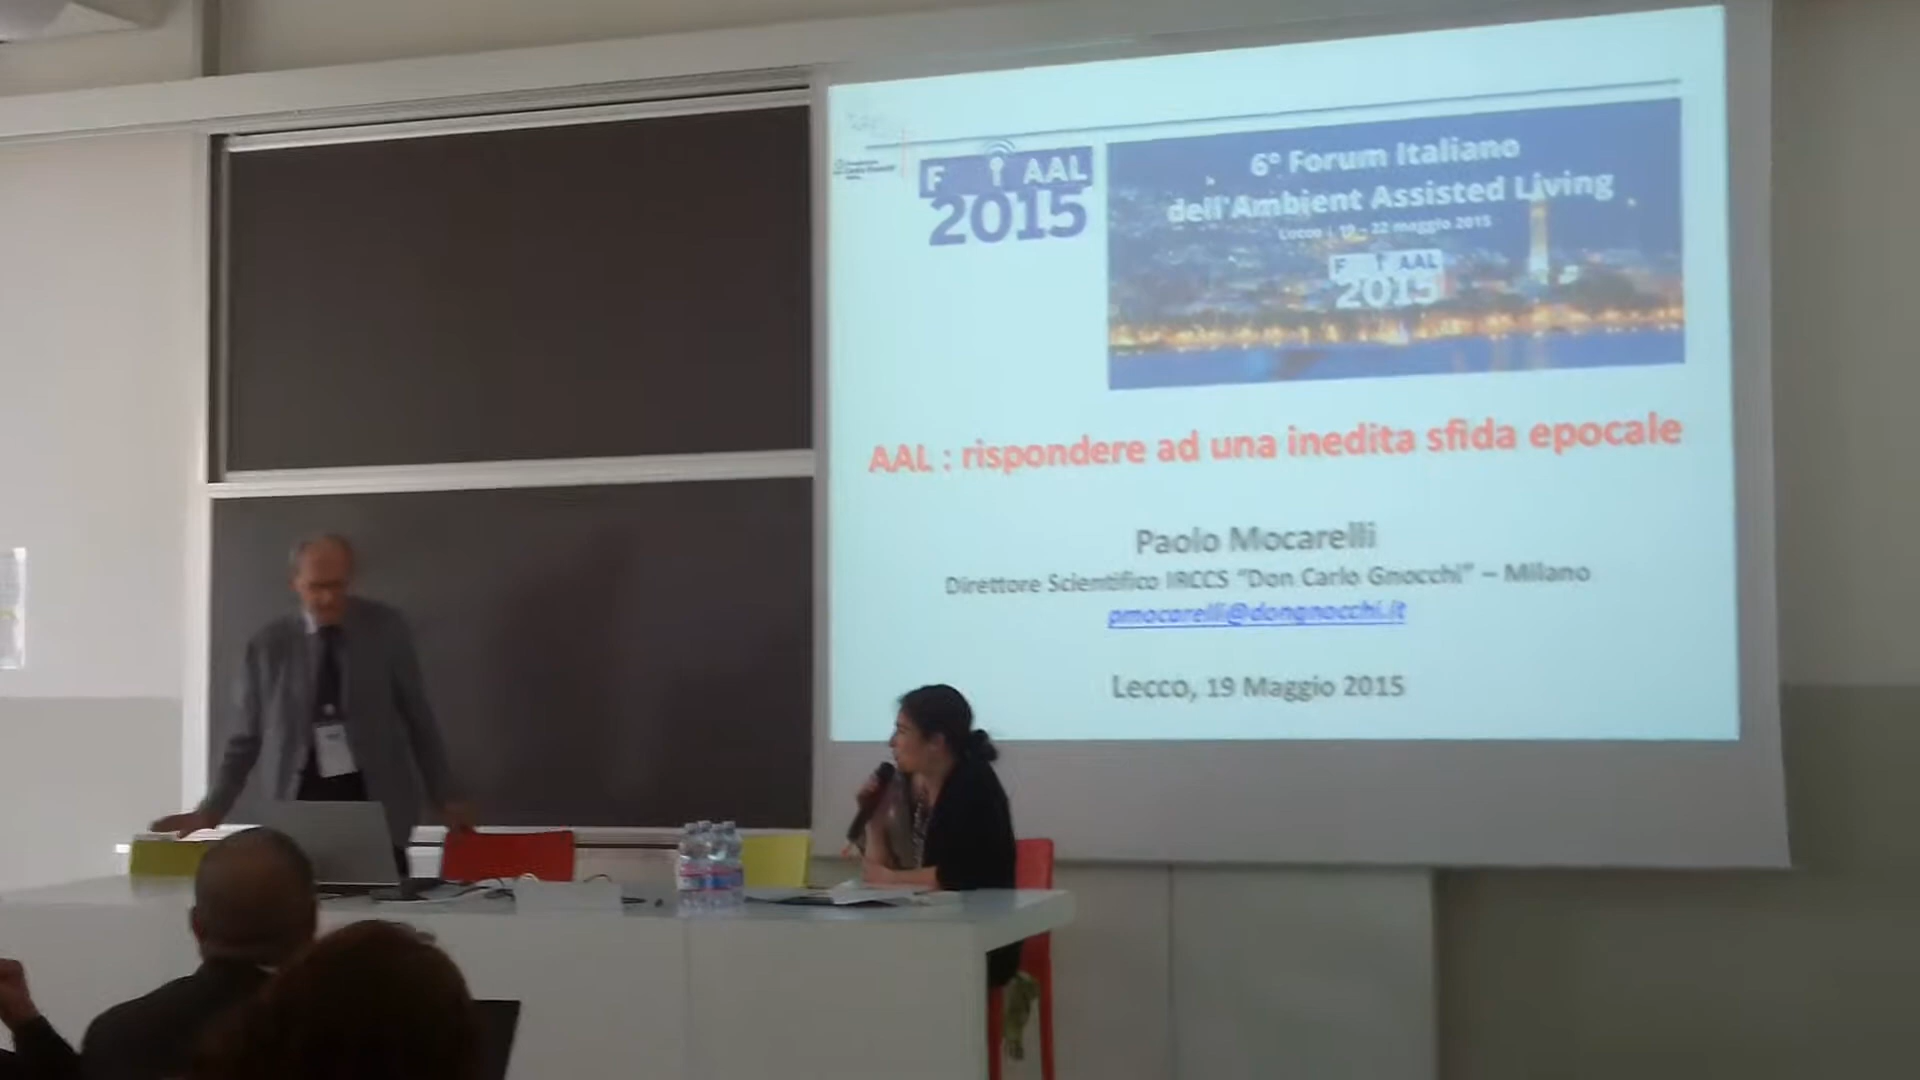 F AAL
2015
6° Forum Italiano
dell'Ambient Assisted Living
Lecco | 19 - 22 maggio 2015
F AAL
2015
AAL : rispondere ad una inedita sfida epocale
Paolo Mocarelli
Direttore Scientifico IRCCS "Don Carlo Gnocchi" – Milano
pmocarelli@dongnocchi.it
Lecco, 19 Maggio 2015